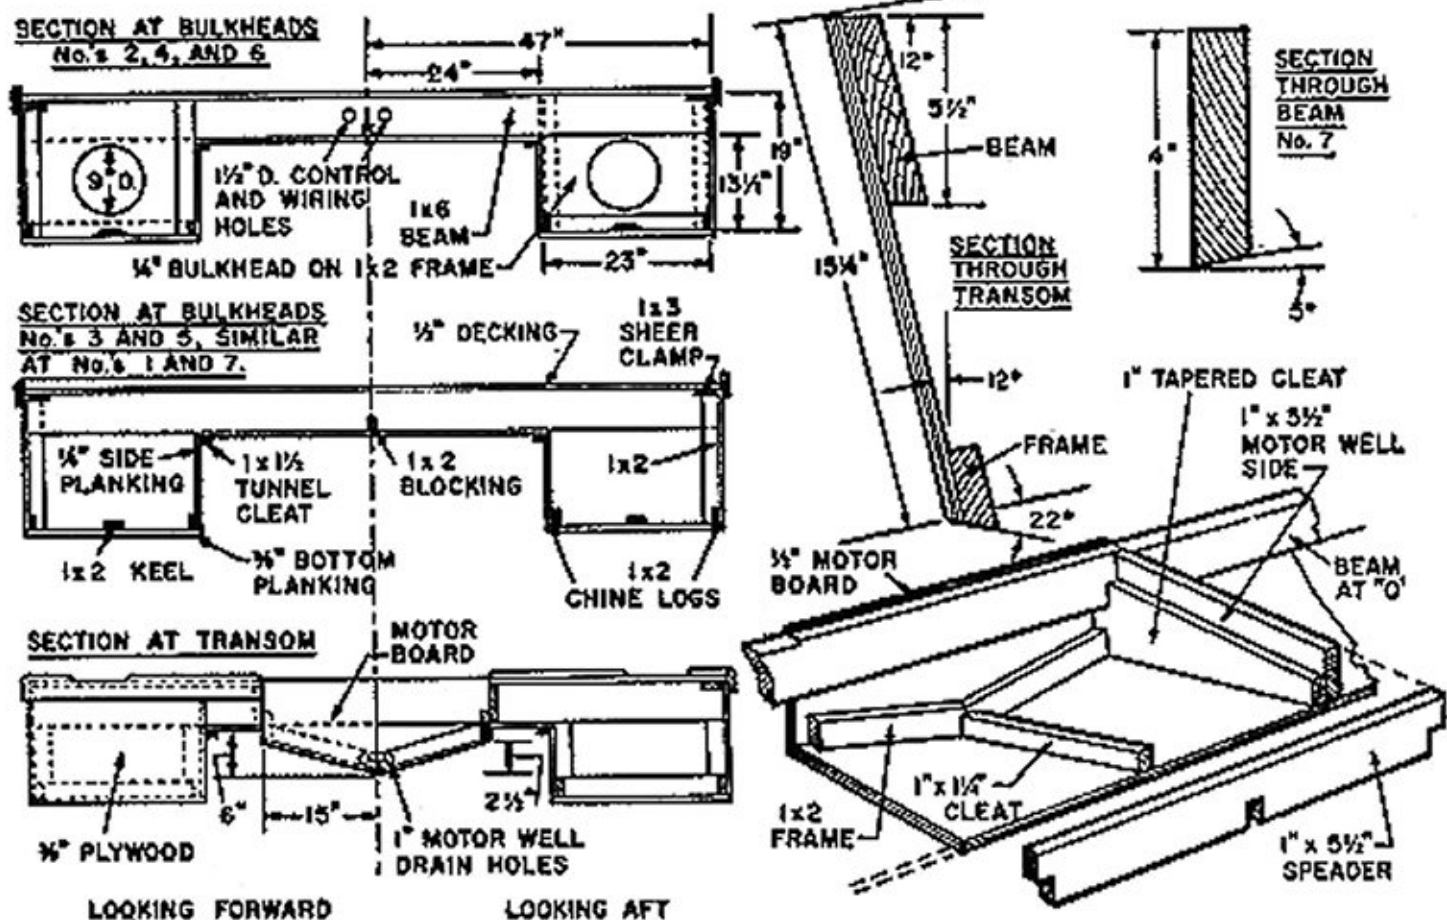 SECTION AT BULKHEADS
No.'s 2, 4, AND 6
47"
24"
9" D.
1½" D. CONTROL
AND WIRING
HOLES
1x6
BEAM
19"
¼" BULKHEAD ON 1x2 FRAME
23"
SECTION AT BULKHEADS
No.'s 3 AND 5, SIMILAR
AT No.'s 1 AND 7.
½" DECKING
1x3
SHEER
CLAMP
¼" SIDE
PLANKING
1x1½
TUNNEL
CLEAT
1x2
BLOCKING
1x2
1x2 KEEL
⅜" BOTTOM
PLANKING
1x2
CHINE LOGS
SECTION AT TRANSOM
MOTOR
BOARD
6"
15"
2½"
⅜" PLYWOOD
1" MOTOR WELL
DRAIN HOLES
LOOKING FORWARD
LOOKING AFT
12°
5½"
BEAM
15¼"
SECTION
THROUGH
TRANSOM
12°
FRAME
22°
4"
SECTION
THROUGH
BEAM
No. 7
5°
1" TAPERED CLEAT
1" x 5½"
MOTOR WELL
SIDE
½" MOTOR
BOARD
BEAM
AT "O"
1" x 1¼"
CLEAT
1x2
FRAME
1" x 5½"
SPEADER